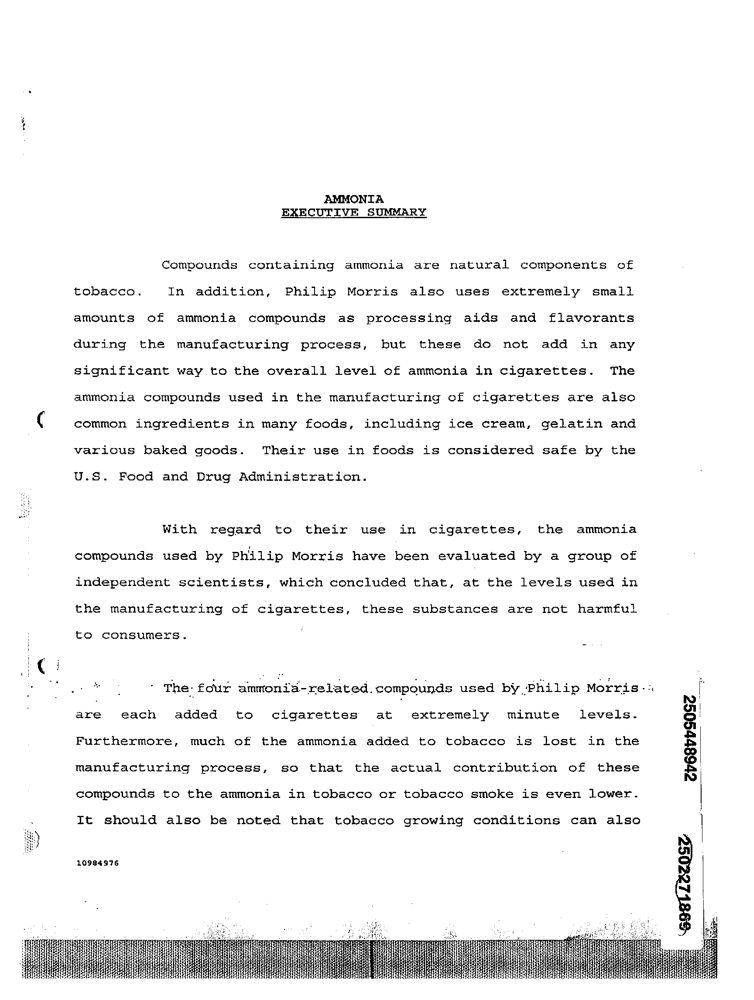 AMMONIA
EXECUTIVE SUMMARY
Compounds containing ammonia are natural components of
tobacco. In addition, Philip Morris also uses extremely small
amounts of ammonia compounds as processing aids and flavorants
during the manufacturing process, but these do not add in any
significant way to the overall level of ammonia in cigarettes. The
ammonia compounds used in the manufacturing of cigarettes are also
common ingredients in many foods, including ice cream, gelatin and
various baked goods. Their use in foods is considered safe by the
U.S. Food and Drug Administration.
With regard to their use in cigarettes, the ammonia
compounds used by Philip Morris have been evaluated by a group of
independent scientists, which concluded that, at the levels used in
the manufacturing of cigarettes, these substances are not harmful
to consumers.
The four ammonia-related compounds used by Philip Morris
are each added to cigarettes at extremely minute levels.
Furthermore, much of the ammonia added to tobacco is lost in the
manufacturing process, so that the actual contribution of these
compounds to the ammonia in tobacco or tobacco smoke is even lower.
It should also be noted that tobacco growing conditions can also
10984976
2505448942
2502271869